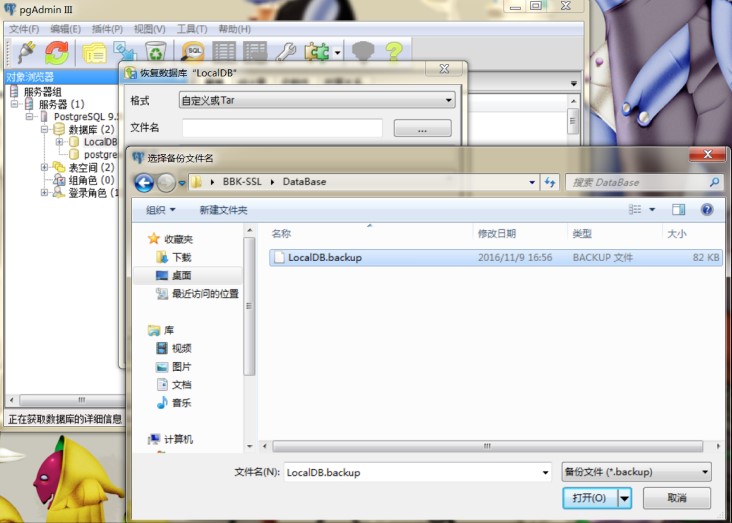 pgAdmin III
文件(F) 编辑(E) 插件(P) 视图(V) 工具(T) 帮助(H)
SQL
对象浏览器
服务器组
服务器 (1)
PostgreSQL 9.
数据库 (2)
LocalDB
postgre
表空间 (2)
组角色 (0)
登录角色 (1
正在获取数据库的详细信息
恢复数据库 "LocalDB"
格式 自定义或Tar
文件名 ...
选择备份文件名
BBK-SSL DataBase 搜索 DataBase
组织 新建文件夹
收藏夹
下载
桌面
最近访问的位置
库
视频
图片
文档
音乐
计算机
名称 修改日期 类型 大小
LocalDB.backup 2016/11/9 16:56 BACKUP 文件 82 KB
文件名(N): LocalDB.backup 备份文件 (*.backup)
打开(O) 取消